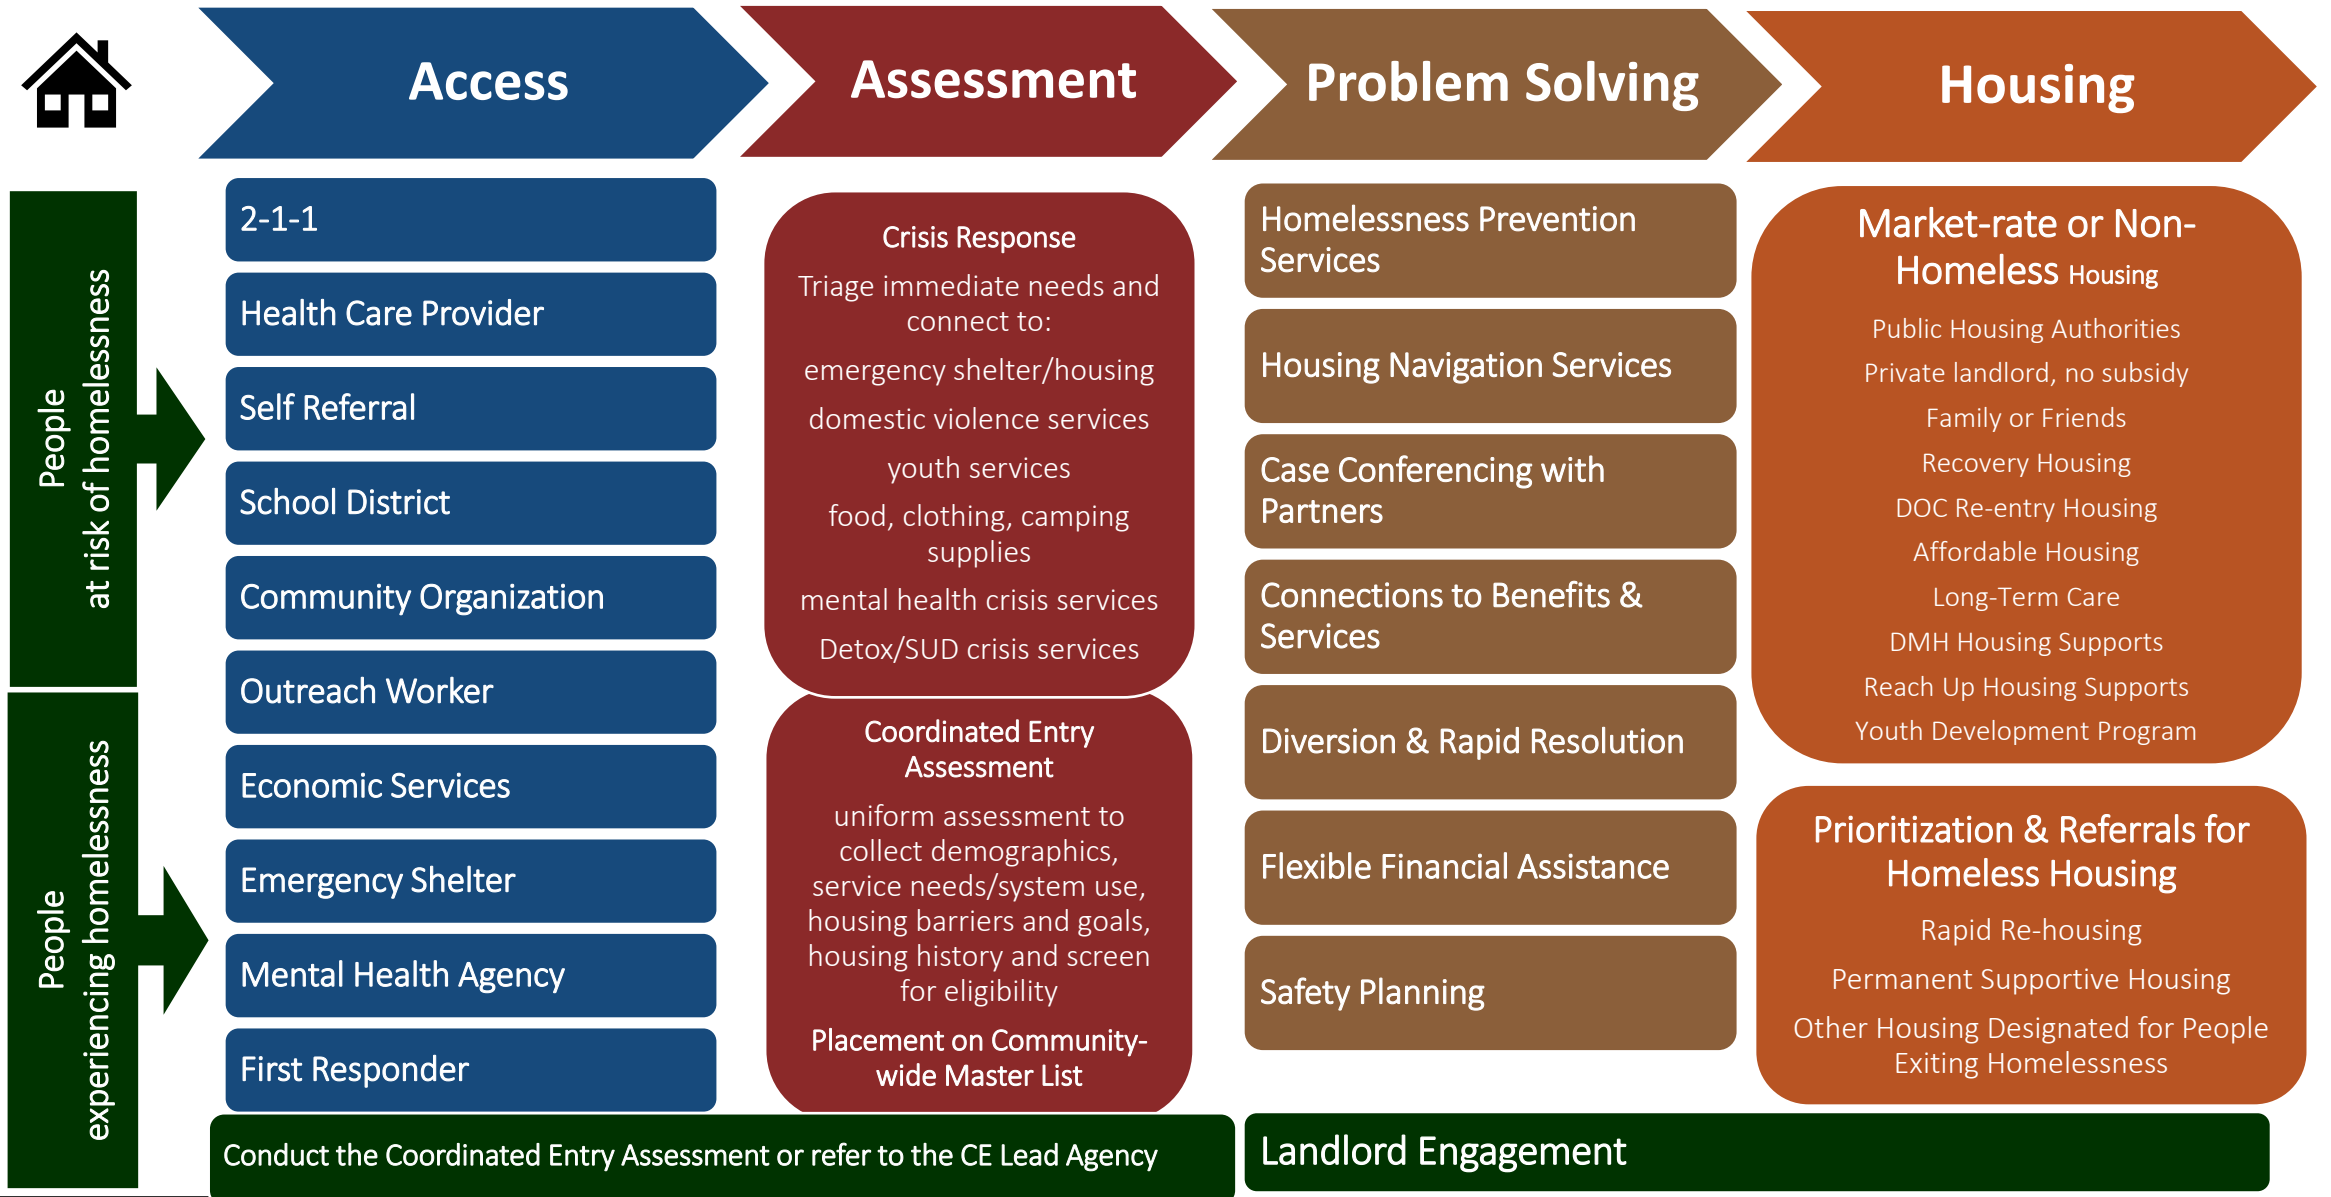 Access
Assessment
Problem Solving
Housing
People
at risk of homelessness
People
experiencing homelessness
2-1-1
Health Care Provider
Self Referral
School District
Community Organization
Outreach Worker
Economic Services
Emergency Shelter
Mental Health Agency
First Responder
Crisis Response
Triage immediate needs and
connect to:
emergency shelter/housing
domestic violence services
youth services
food, clothing, camping
supplies
mental health crisis services
Detox/SUD crisis services
Coordinated Entry
Assessment
uniform assessment to
collect demographics,
service needs/system use,
housing barriers and goals,
housing history and screen
for eligibility
Placement on Community-
wide Master List
Homelessness Prevention
Services
Housing Navigation Services
Case Conferencing with
Partners
Connections to Benefits &
Services
Diversion & Rapid Resolution
Flexible Financial Assistance
Safety Planning
Market-rate or Non-
Homeless Housing
Public Housing Authorities
Private landlord, no subsidy
Family or Friends
Recovery Housing
DOC Re-entry Housing
Affordable Housing
Long-Term Care
DMH Housing Supports
Reach Up Housing Supports
Youth Development Program
Prioritization & Referrals for
Homeless Housing
Rapid Re-housing
Permanent Supportive Housing
Other Housing Designated for People
Exiting Homelessness
Conduct the Coordinated Entry Assessment or refer to the CE Lead Agency
Landlord Engagement